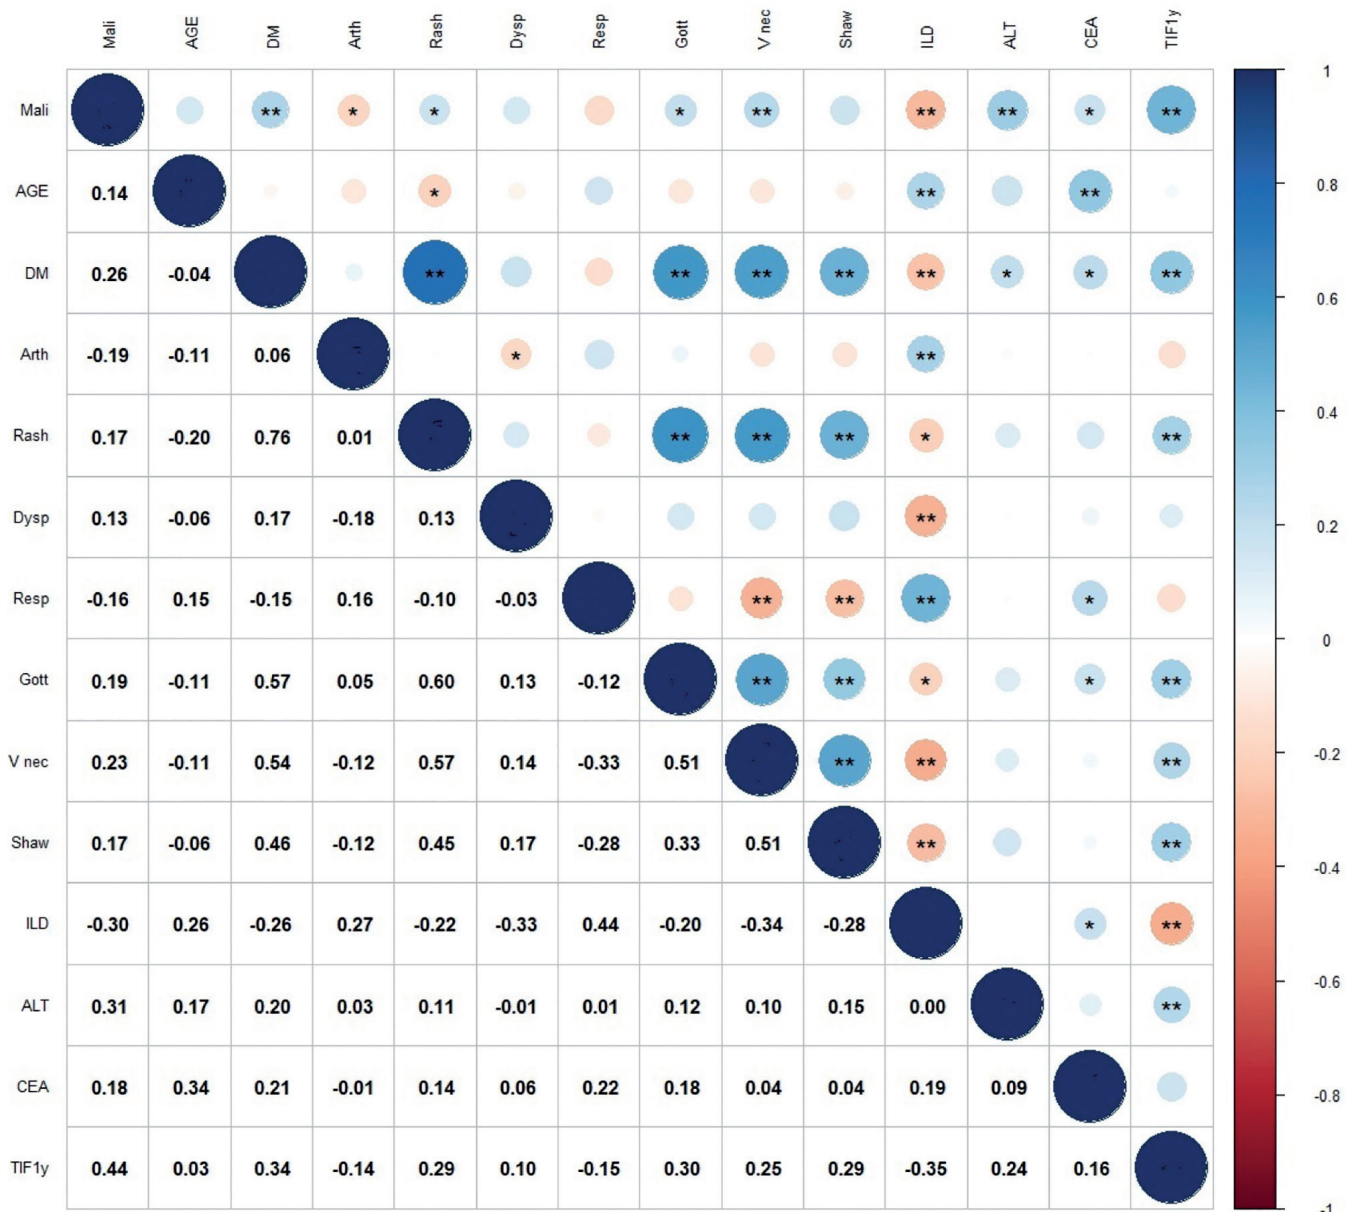 Mali AGE DM Arth Rash Dysp Resp Gott V nec Shaw ILD ALT CEA TIF1y
1
Mali ** * * * ** ** ** * **
AGE 0.14 * ** **
0.8
DM 0.26 -0.04 ** ** ** ** ** * * **
0.6
Arth -0.19 -0.11 0.06 * **
0.4
Rash 0.17 -0.20 0.76 0.01 ** ** ** * **
Dysp 0.13 -0.06 0.17 -0.18 0.13 **
0.2
Resp -0.16 0.15 -0.15 0.16 -0.10 -0.03 ** ** ** *
0
Gott 0.19 -0.11 0.57 0.05 0.60 0.13 -0.12 ** ** * * **
-0.2
V nec 0.23 -0.11 0.54 -0.12 0.57 0.14 -0.33 0.51 ** ** **
Shaw 0.17 -0.06 0.46 -0.12 0.45 0.17 -0.28 0.33 0.51 ** **
-0.4
ILD -0.30 0.26 -0.26 0.27 -0.22 -0.33 0.44 -0.20 -0.34 -0.28 * **
-0.6
ALT 0.31 0.17 0.20 0.03 0.11 -0.01 0.01 0.12 0.10 0.15 0.00 **
CEA 0.18 0.34 0.21 -0.01 0.14 0.06 0.22 0.18 0.04 0.04 0.19 0.09
-0.8
TIF1y 0.44 0.03 0.34 -0.14 0.29 0.10 -0.15 0.30 0.25 0.29 -0.35 0.24 0.16
-1